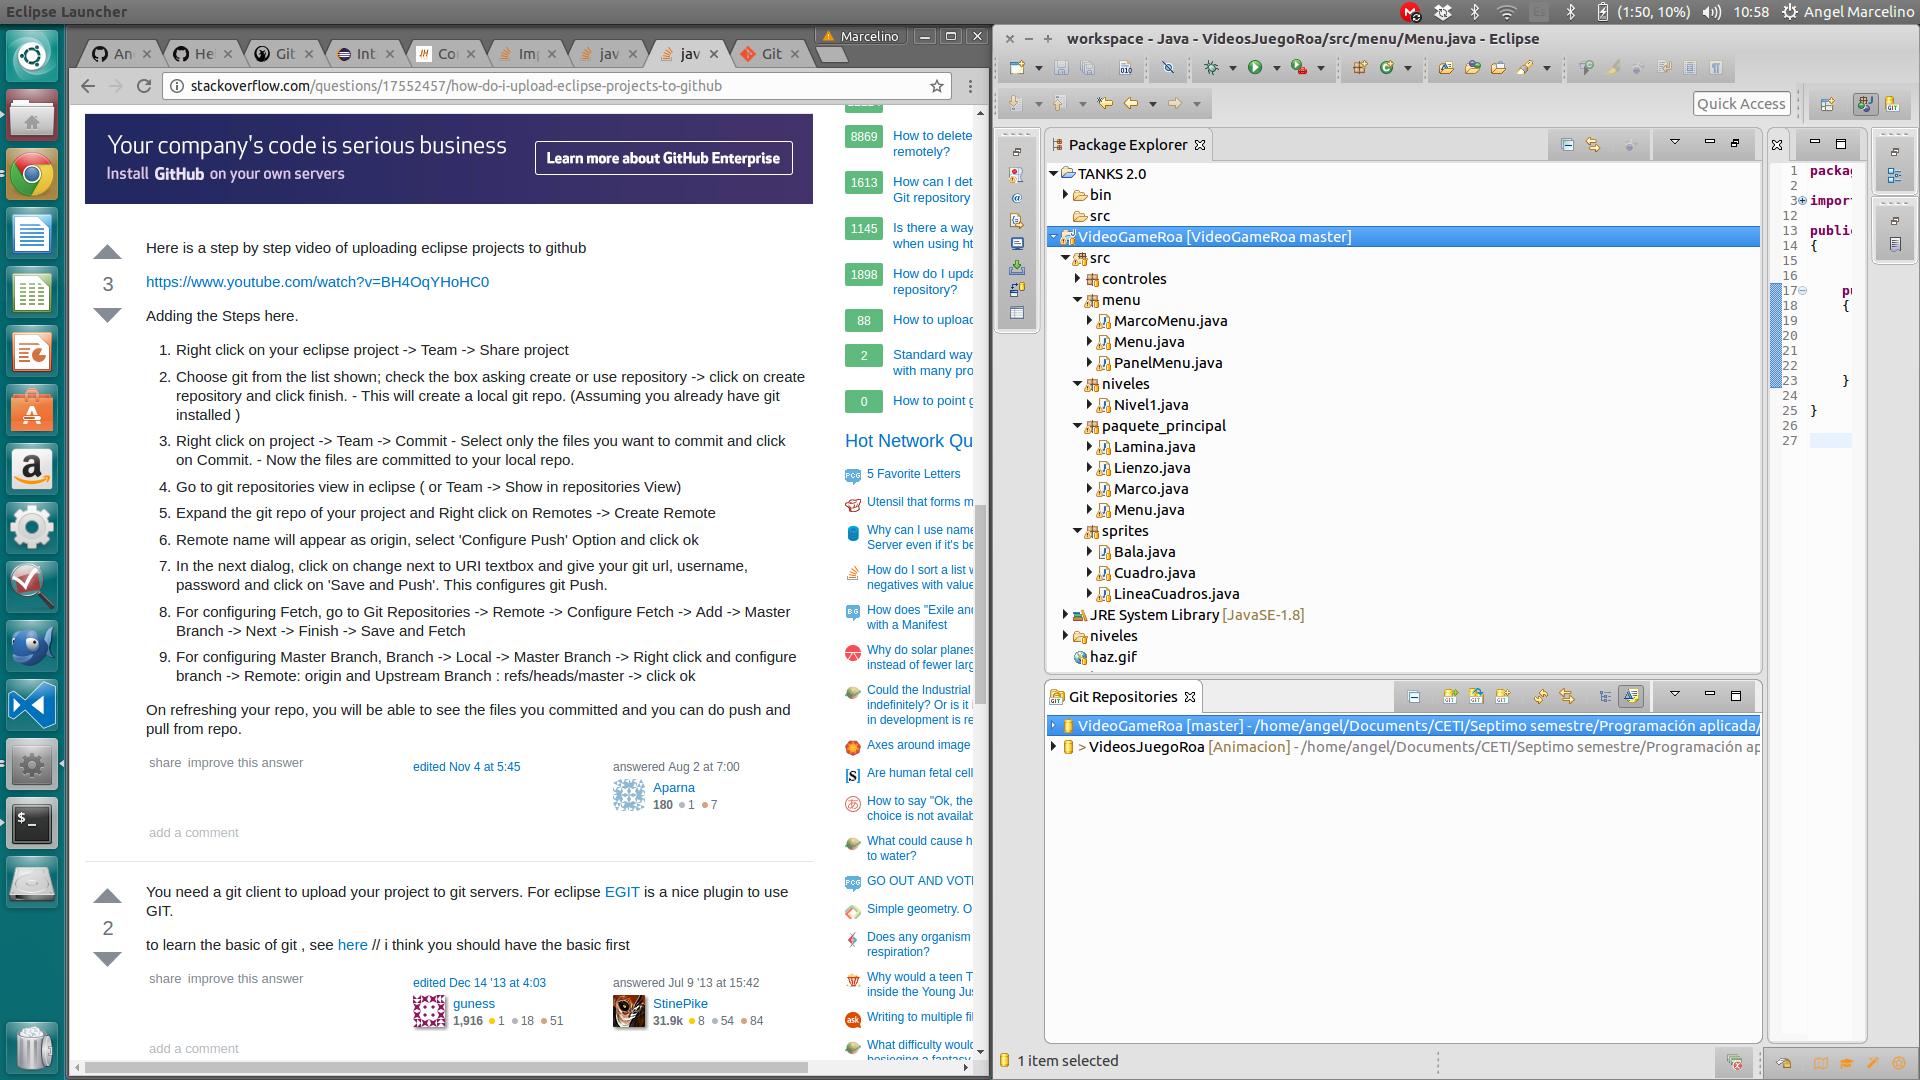 Eclipse Launcher
(1:50, 10%)
10:58
Angel Marcelino
Marcelino
An
He
Git
Int
Co
Im
jav
jav
Git
stackoverflow.com/questions/17552457/how-do-i-upload-eclipse-projects-to-github
Your company's code is serious business
Install GitHub on your own servers
Learn more about GitHub Enterprise
Here is a step by step video of uploading eclipse projects to github
3
https://www.youtube.com/watch?v=BH4OqYHoHC0
Adding the Steps here.
1. Right click on your eclipse project -> Team -> Share project
2. Choose git from the list shown; check the box asking create or use repository -> click on create
repository and click finish. - This will create a local git repo. (Assuming you already have git
installed )
3. Right click on project -> Team -> Commit - Select only the files you want to commit and click
on Commit. - Now the files are committed to your local repo.
4. Go to git repositories view in eclipse ( or Team -> Show in repositories View)
5. Expand the git repo of your project and Right click on Remotes -> Create Remote
6. Remote name will appear as origin, select 'Configure Push' Option and click ok
7. In the next dialog, click on change next to URI textbox and give your git url, username,
password and click on 'Save and Push'. This configures git Push.
8. For configuring Fetch, go to Git Repositories -> Remote -> Configure Fetch -> Add -> Master
Branch -> Next -> Finish -> Save and Fetch
9. For configuring Master Branch, Branch -> Local -> Master Branch -> Right click and configure
branch -> Remote: origin and Upstream Branch : refs/heads/master -> click ok
On refreshing your repo, you will be able to see the files you committed and you can do push and
pull from repo.
share improve this answer
edited Nov 4 at 5:45
answered Aug 2 at 7:00
Aparna
180 1 7
add a comment
You need a git client to upload your project to git servers. For eclipse EGIT is a nice plugin to use
GIT.
2
to learn the basic of git , see here // i think you should have the basic first
share improve this answer
edited Dec 14 '13 at 4:03
guness
1,916 1 18 51
answered Jul 9 '13 at 15:42
StinePike
31.9k 8 54 84
add a comment
8869 How to delete
remotely?
1613 How can I det
Git repository
1145 Is there a way
when using ht
1898 How do I upda
repository?
88 How to upload
2 Standard way
with many pro
0 How to point g
Hot Network Qu
5 Favorite Letters
Utensil that forms m
Why can I use name
Server even if it's be
How do I sort a list w
negatives with value
How does "Exile and
with a Manifest
Why do solar planes
instead of fewer larg
Could the Industrial
indefinitely? Or is it i
in development is re
Axes around image
Are human fetal cell
How to say "Ok, the
choice is not availab
What could cause h
to water?
GO OUT AND VOTE
Simple geometry. O
Does any organism
respiration?
Why would a teen T
inside the Young Jus
Writing to multiple fil
What difficulty would
besieging a fantasy
workspace - Java - VideosJuegoRoa/src/menu/Menu.java - Eclipse
Quick Access
Package Explorer
TANKS 2.0
bin
src
VideoGameRoa [VideoGameRoa master]
src
controles
menu
MarcoMenu.java
Menu.java
PanelMenu.java
niveles
Nivel1.java
paquete_principal
Lamina.java
Lienzo.java
Marco.java
Menu.java
sprites
Bala.java
Cuadro.java
LineaCuadros.java
JRE System Library [JavaSE-1.8]
niveles
haz.gif
1 packag
2
3 import
12
13 public
14 {
15
16
17 pu
18 {
19
20
21
22
23 }
24
25 }
26
27
Git Repositories
VideoGameRoa [master] - /home/angel/Documents/CETI/Septimo semestre/Programación aplicada/
> VideosJuegoRoa [Animacion] - /home/angel/Documents/CETI/Septimo semestre/Programación ap
1 item selected